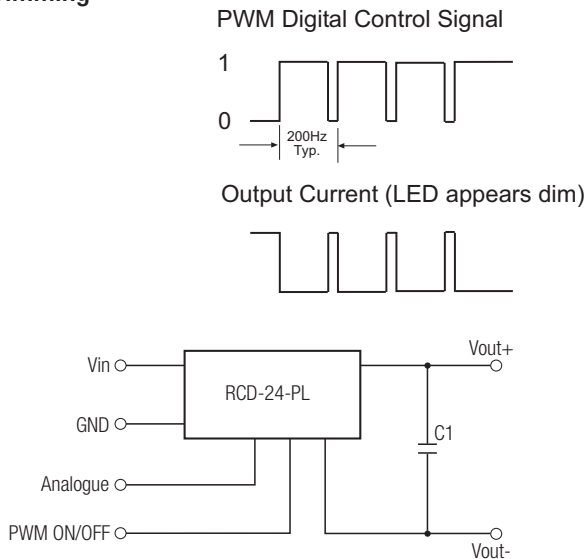 PWM Digital Control Signal
1
0
200Hz
Typ.
Output Current (LED appears dim)
Vin
GND
Analogue
PWM ON/OFF
RCD-24-PL
C1
Vout+
Vout-